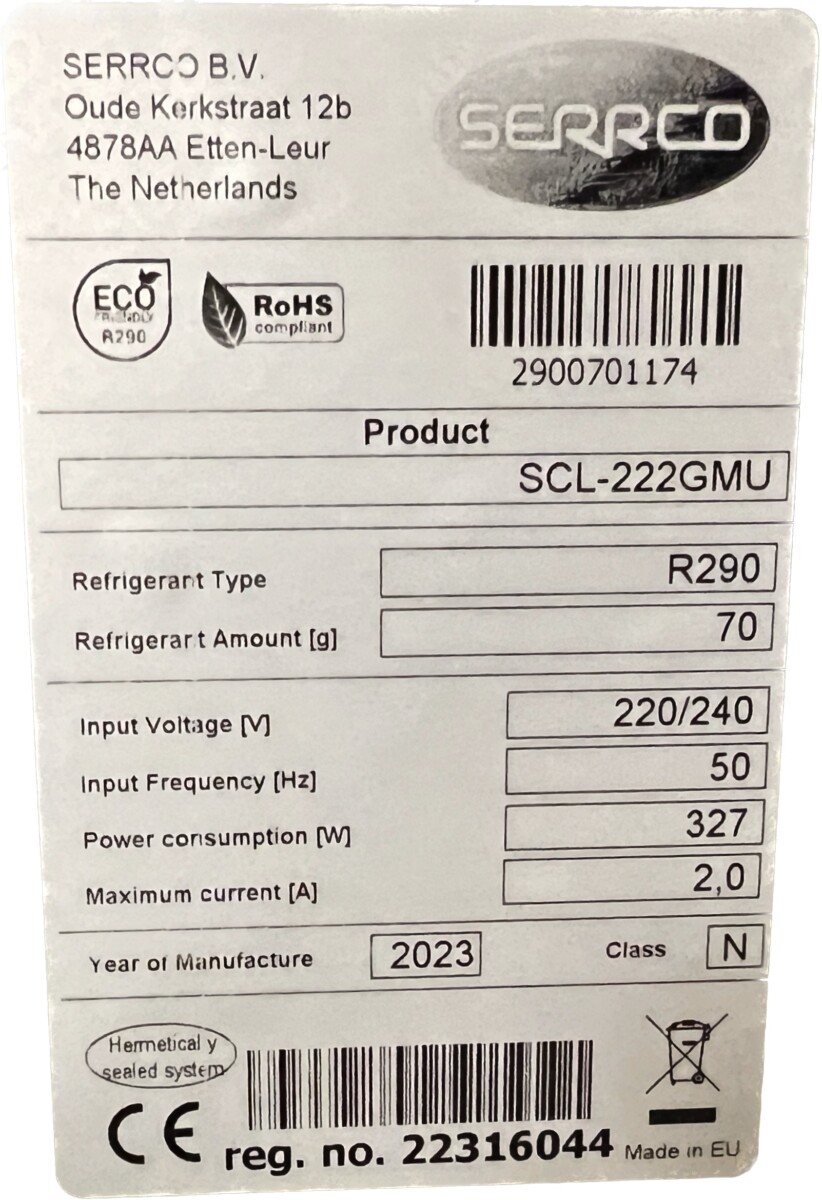 SERRCO B.V.
Oude Kerkstraat 12b
4878AA Etten-Leur
The Netherlands
SERRCO
ECO
FRIENDLY
R290
RoHS
compliant
2900701174
Product
SCL-222GMU
Refrigerant Type R290
Refrigerant Amount [g] 70
Input Voltage [V] 220/240
Input Frequency [Hz] 50
Power consumption [W] 327
Maximum current [A] 2,0
Year of Manufacture 2023 Class N
Hermetically
sealed system
CE
reg. no. 22316044
Made in EU